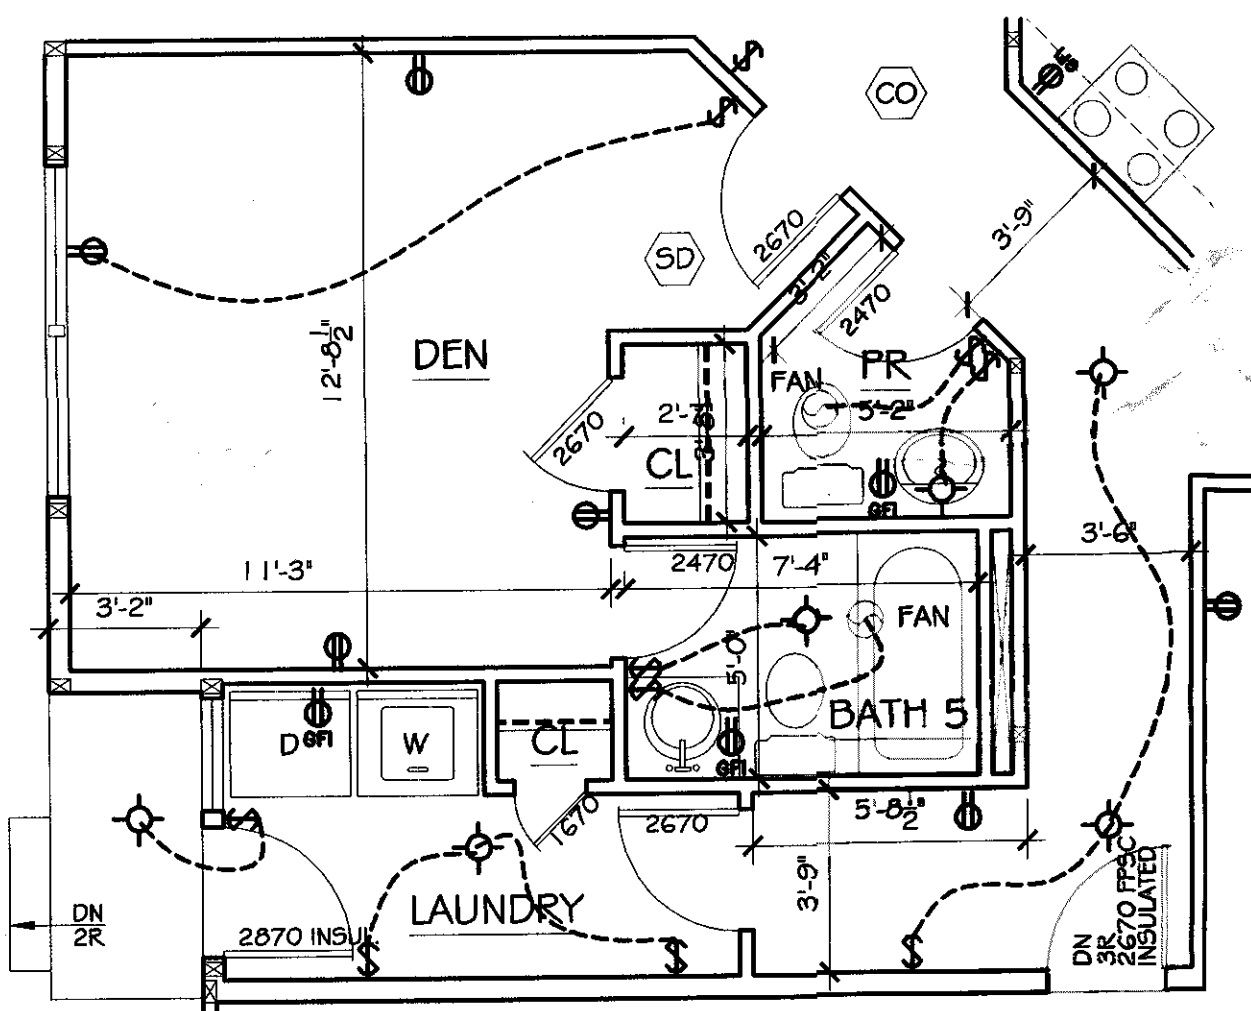 CO
SD
2670
3'-2"
2470
3'-9"
12'-8½"
DEN
2670
2'-3"
CL
FAN
PR
5'-2"
GFI
11'-3"
3'-2"
2470
7'-4"
3'-6"
FAN
5'-0"
BATH 5
D
GFI
W
CL
GFI
1670
2670
5'-8½"
3'-9"
LAUNDRY
DN
2R
2870 INSUL
DN
3R
2670 FPSC
INSULATED